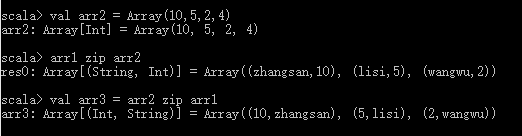 scala> val arr2 = Array(10,5,2,4)
arr2: Array[Int] = Array(10, 5, 2, 4)
scala> arr1 zip arr2
res0: Array[(String, Int)] = Array((zhangsan,10), (lisi,5), (wangwu,2))
scala> val arr3 = arr2 zip arr1
arr3: Array[(Int, String)] = Array((10,zhangsan), (5,lisi), (2,wangwu))